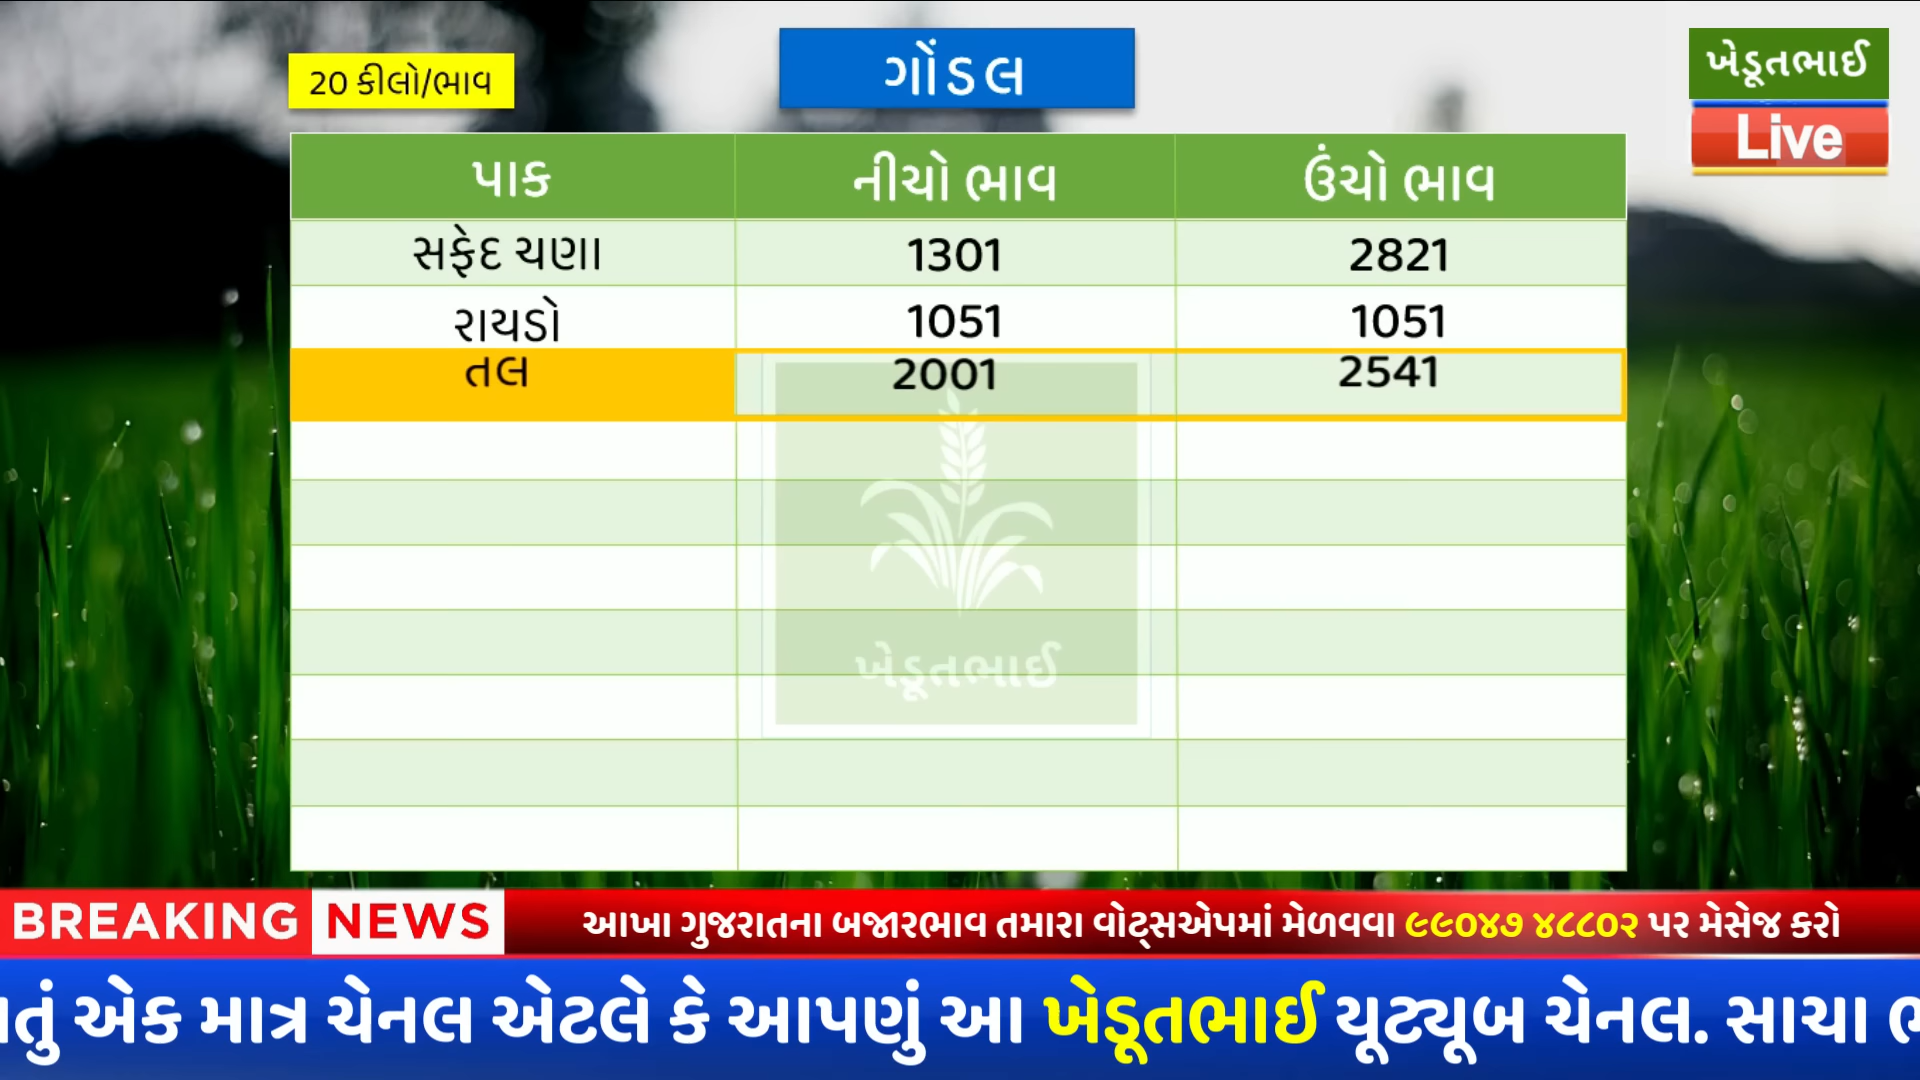 20 કીલો/ભાવ
ગોંડલ
ખેડૂતભાઈ
Live
પાક નીચો ભાવ ઉંચો ભાવ
સફેદ ચણા 1301 2821
રાયડો 1051 1051
તલ 2001 2541
ખેડૂતભાઈ
BREAKING NEWS આખા ગુજરાતના બજારભાવ તમારા વોટ્સએપમાં મેળવવા ૯૯૦૪૭ ૪૮૮૦૨ પર મેસેજ કરો
એક માત્ર ચેનલ એટલે કે આપણું આ ખેડૂતભાઈ યૂટ્યૂબ ચેનલ. સાચા